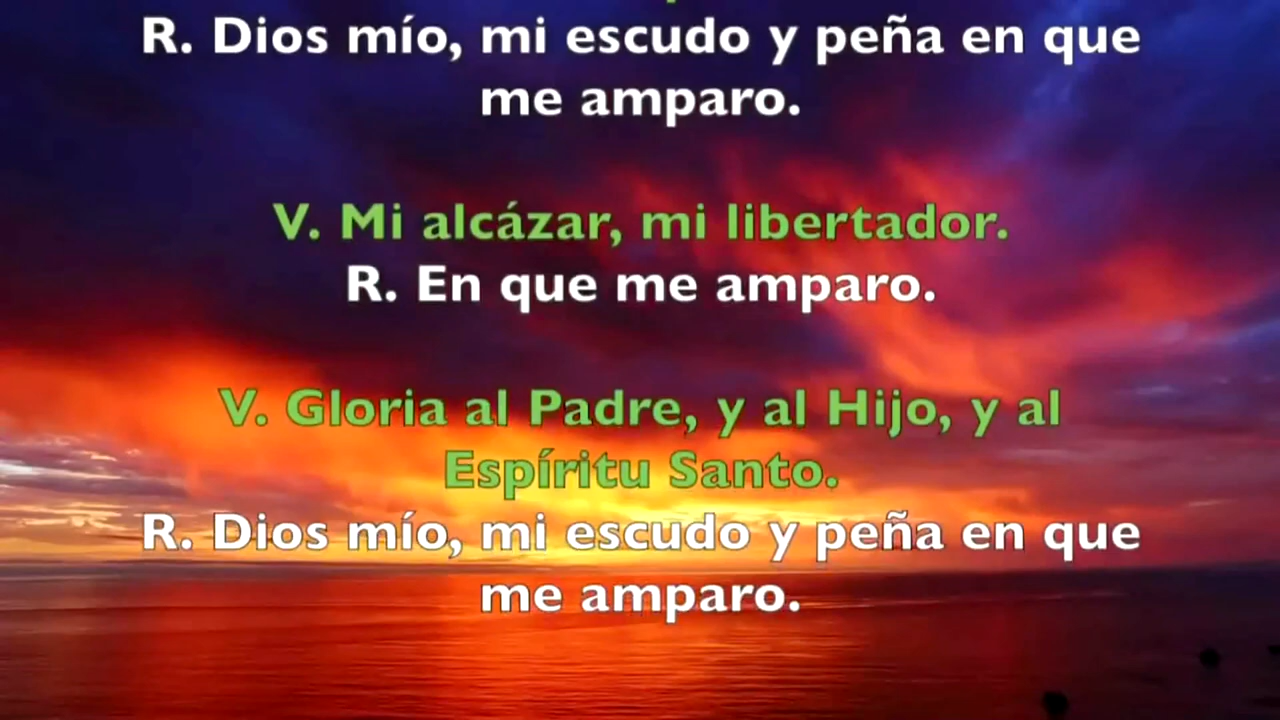 R. Dios mío, mi escudo y peña en que
me amparo.
V. Mi alcázar, mi libertador.
R. En que me amparo.
V. Gloria al Padre, y al Hijo, y al
Espíritu Santo.
R. Dios mío, mi escudo y peña en que
me amparo.